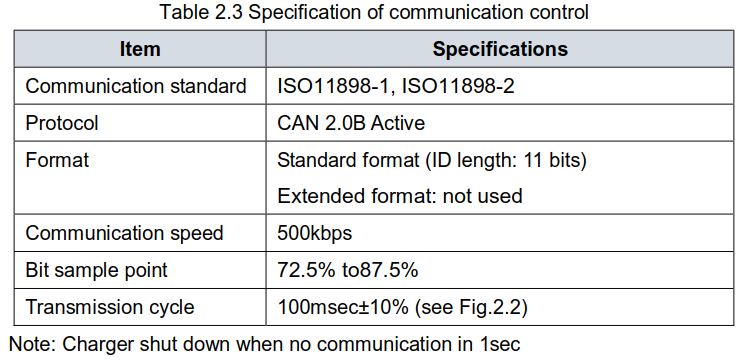 Table 2.3 Specification of communication control
Item Specifications
Communication standard ISO11898-1, ISO11898-2
Protocol CAN 2.0B Active
Format Standard format (ID length: 11 bits)
Extended format: not used
Communication speed 500kbps
Bit sample point 72.5% to87.5%
Transmission cycle 100msec±10% (see Fig.2.2)
Note: Charger shut down when no communication in 1sec